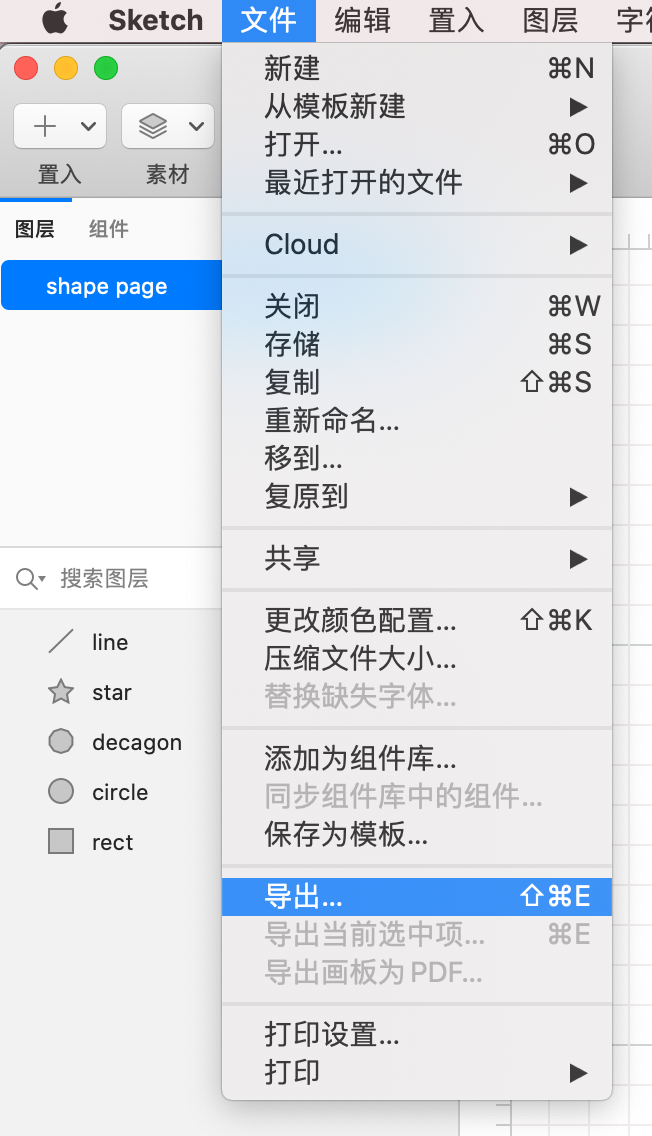 Sketch 文件 编辑 置入 图层
新建 ⌘N
从模板新建 ▶
打开... ⌘O
最近打开的文件 ▶
Cloud ▶
关闭 ⌘W
存储 ⌘S
复制 ⇧⌘S
重新命名...
移到...
复原到 ▶
共享 ▶
更改颜色配置... ⇧⌘K
压缩文件大小...
替换缺失字体...
添加为组件库...
同步组件库中的组件...
保存为模板...
导出... ⇧⌘E
导出当前选中项... ⌘E
导出画板为 PDF...
打印设置...
打印 ▶
置入 素材
图层 组件
shape page
搜索图层
line
star
decagon
circle
rect